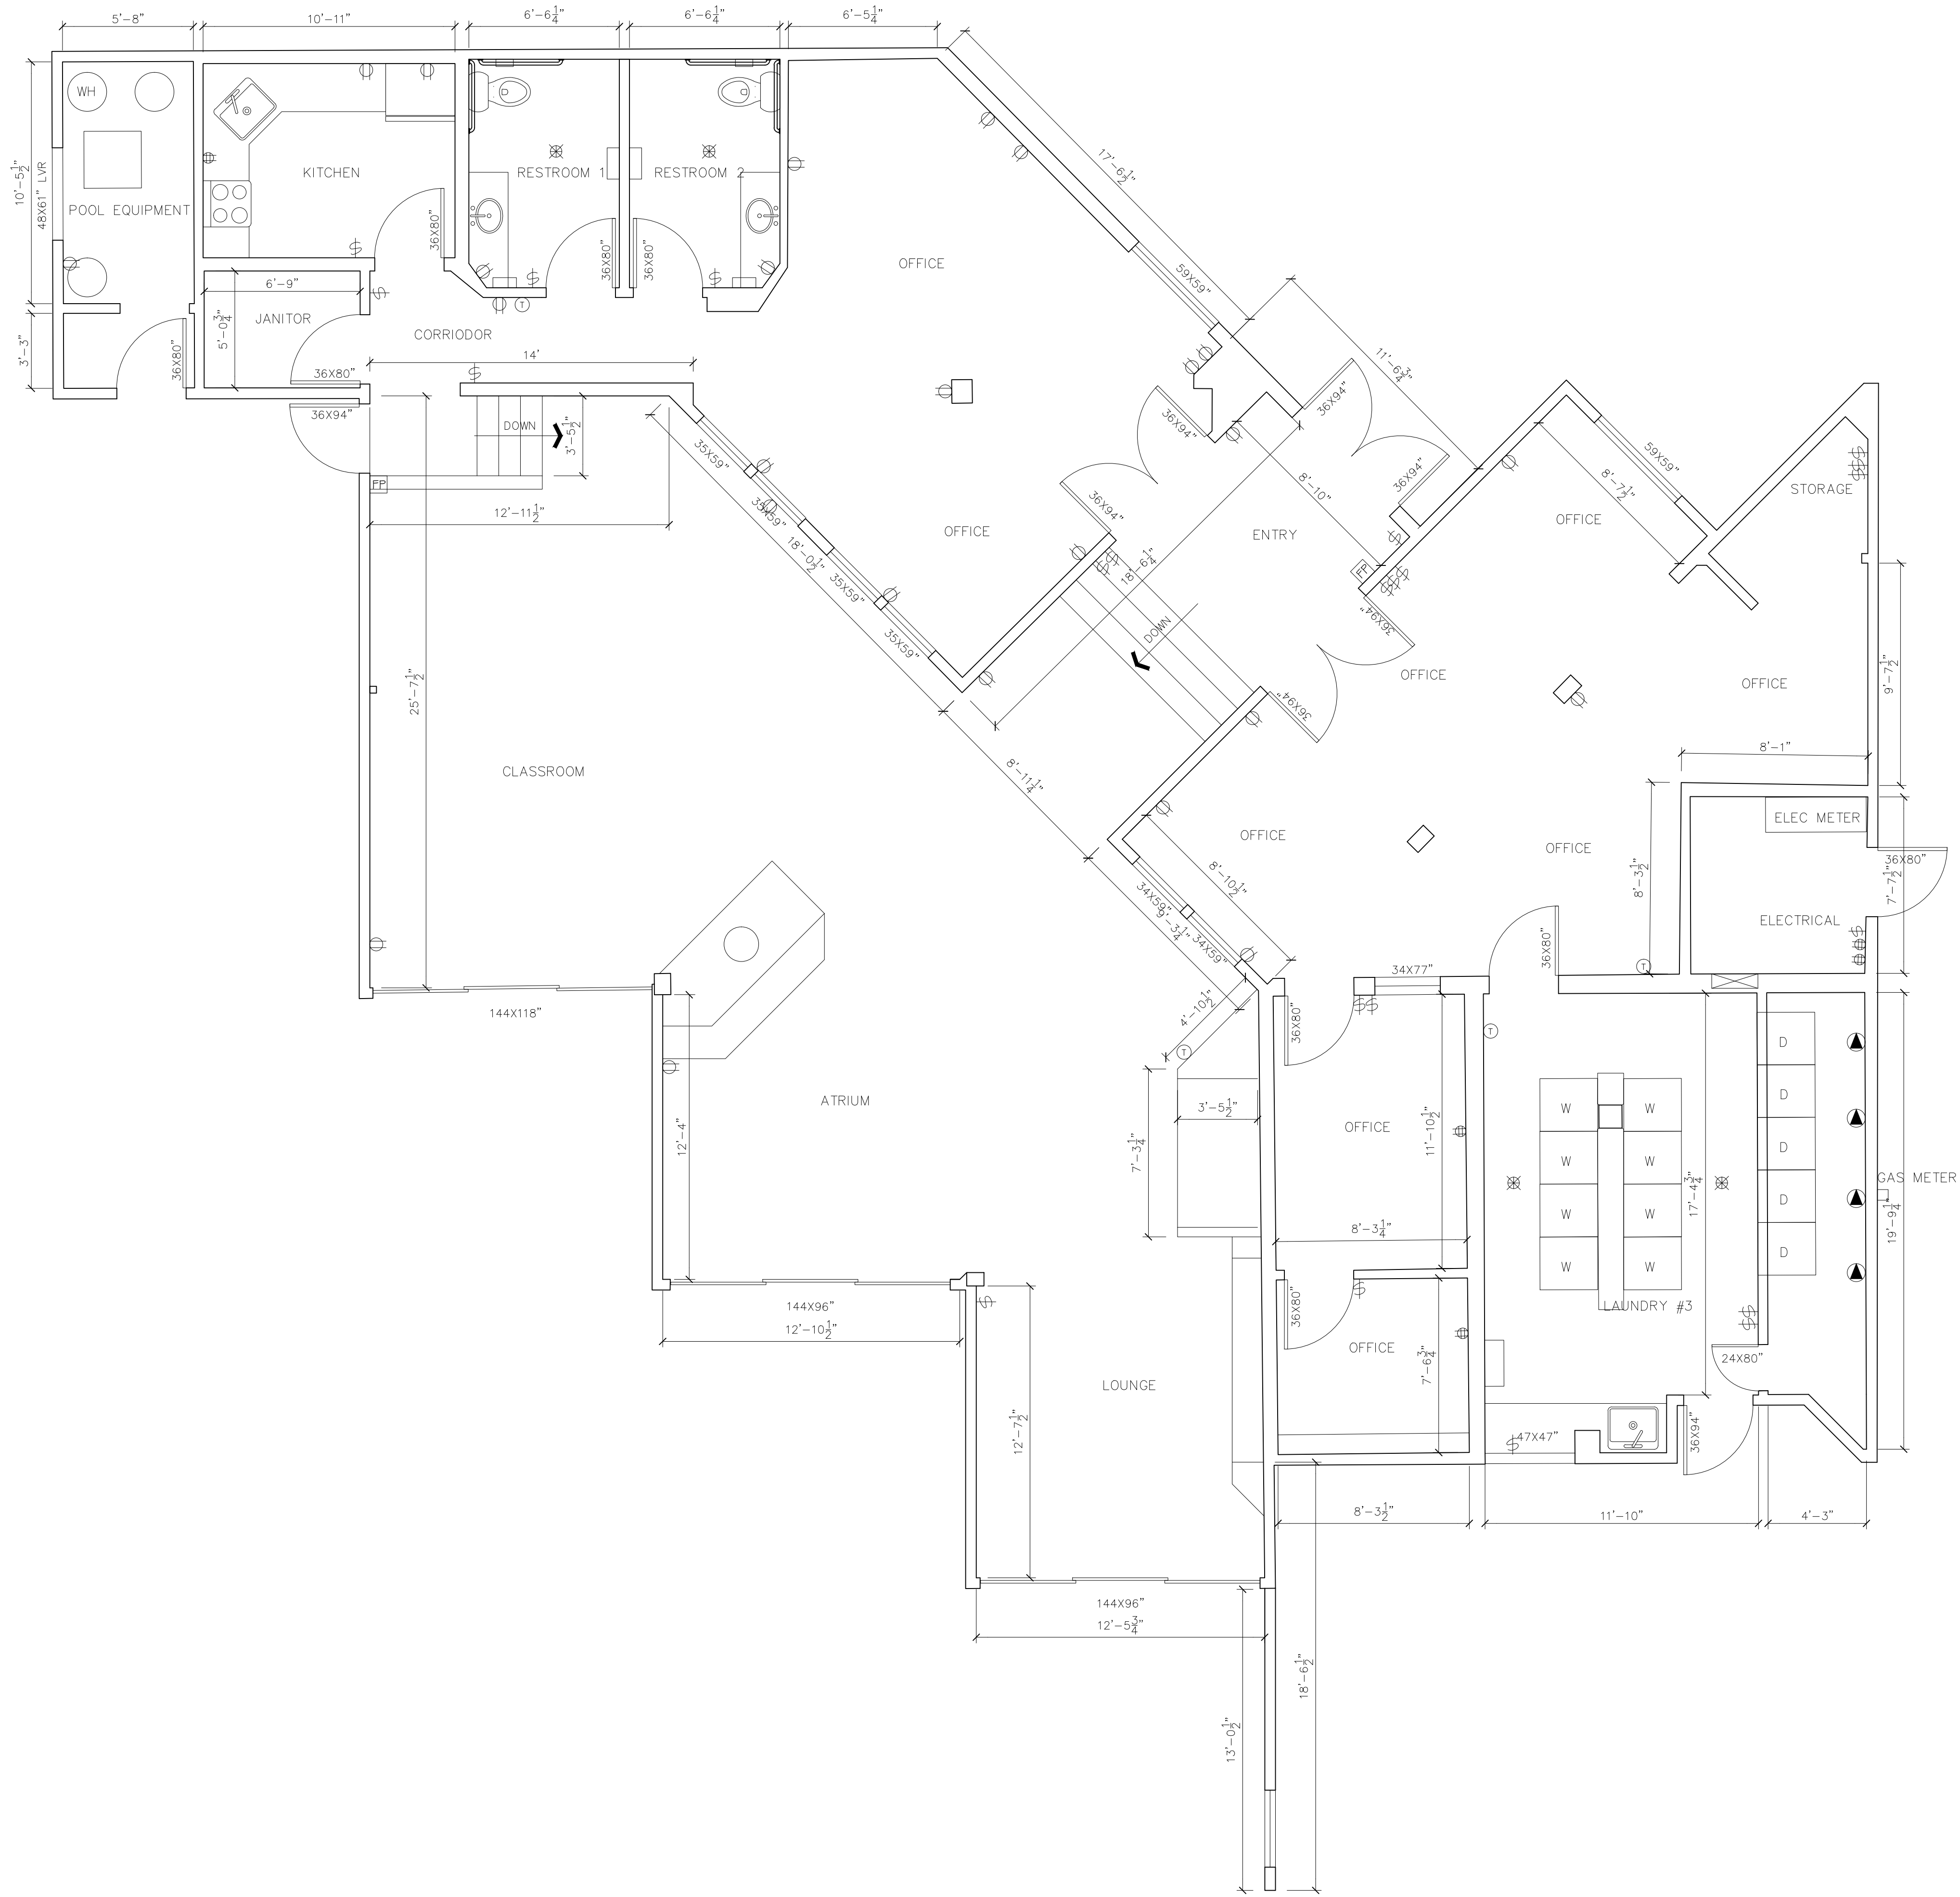 5'-8"
10'-11"
6'-6 1/4"
6'-6 1/4"
6'-5 1/4"
17'-6 1/2"
10'-5 1/2"
48X61" LVR
WH
POOL EQUIPMENT
KITCHEN
36X80"
RESTROOM 1
36X80"
RESTROOM 2
36X80"
OFFICE
59X59"
3'-3"
36X80"
6'-9"
5'-0 3/4"
JANITOR
36X80"
CORRIODOR
T
14'
36X94"
DOWN
3'-5 1/2"
FP
12'-11 1/2"
35X59"
35X59"
18'-0 1/2"
35X59"
35X59"
OFFICE
11'-6 3/4"
36X94"
36X94"
36X94"
36X94"
8'-10"
ENTRY
18'-6 1/4"
DOWN
FP
36X94"
36X94"
59X59"
8'-7 1/2"
OFFICE
STORAGE
OFFICE
OFFICE
9'-7 1/2"
8'-1"
25'-7 1/2"
CLASSROOM
8'-11 1/4"
OFFICE
8'-10 1/2"
OFFICE
8'-3 1/2"
ELEC METER
36X80"
7'-7 1/2"
ELECTRICAL
34X59"
9'-3 1/4"
34X59"
36X80"
T
34X77"
144X118"
4'-10 1/2"
T
36X80"
T
12'-4"
ATRIUM
7'-3 1/4"
3'-5 1/2"
OFFICE
11'-10 1/2"
8'-3 1/4"
W
W
W
W
W
W
W
W
17'-4 3/4"
D
D
D
D
D
GAS METER
19'-9 1/4"
LAUNDRY #3
144X96"
12'-10 1/2"
36X80"
OFFICE
7'-6 3/4"
24X80"
LOUNGE
12'-7 1/2"
47X47"
36X94"
8'-3 1/2"
11'-10"
4'-3"
144X96"
12'-5 3/4"
18'-6 1/2"
13'-0 1/2"